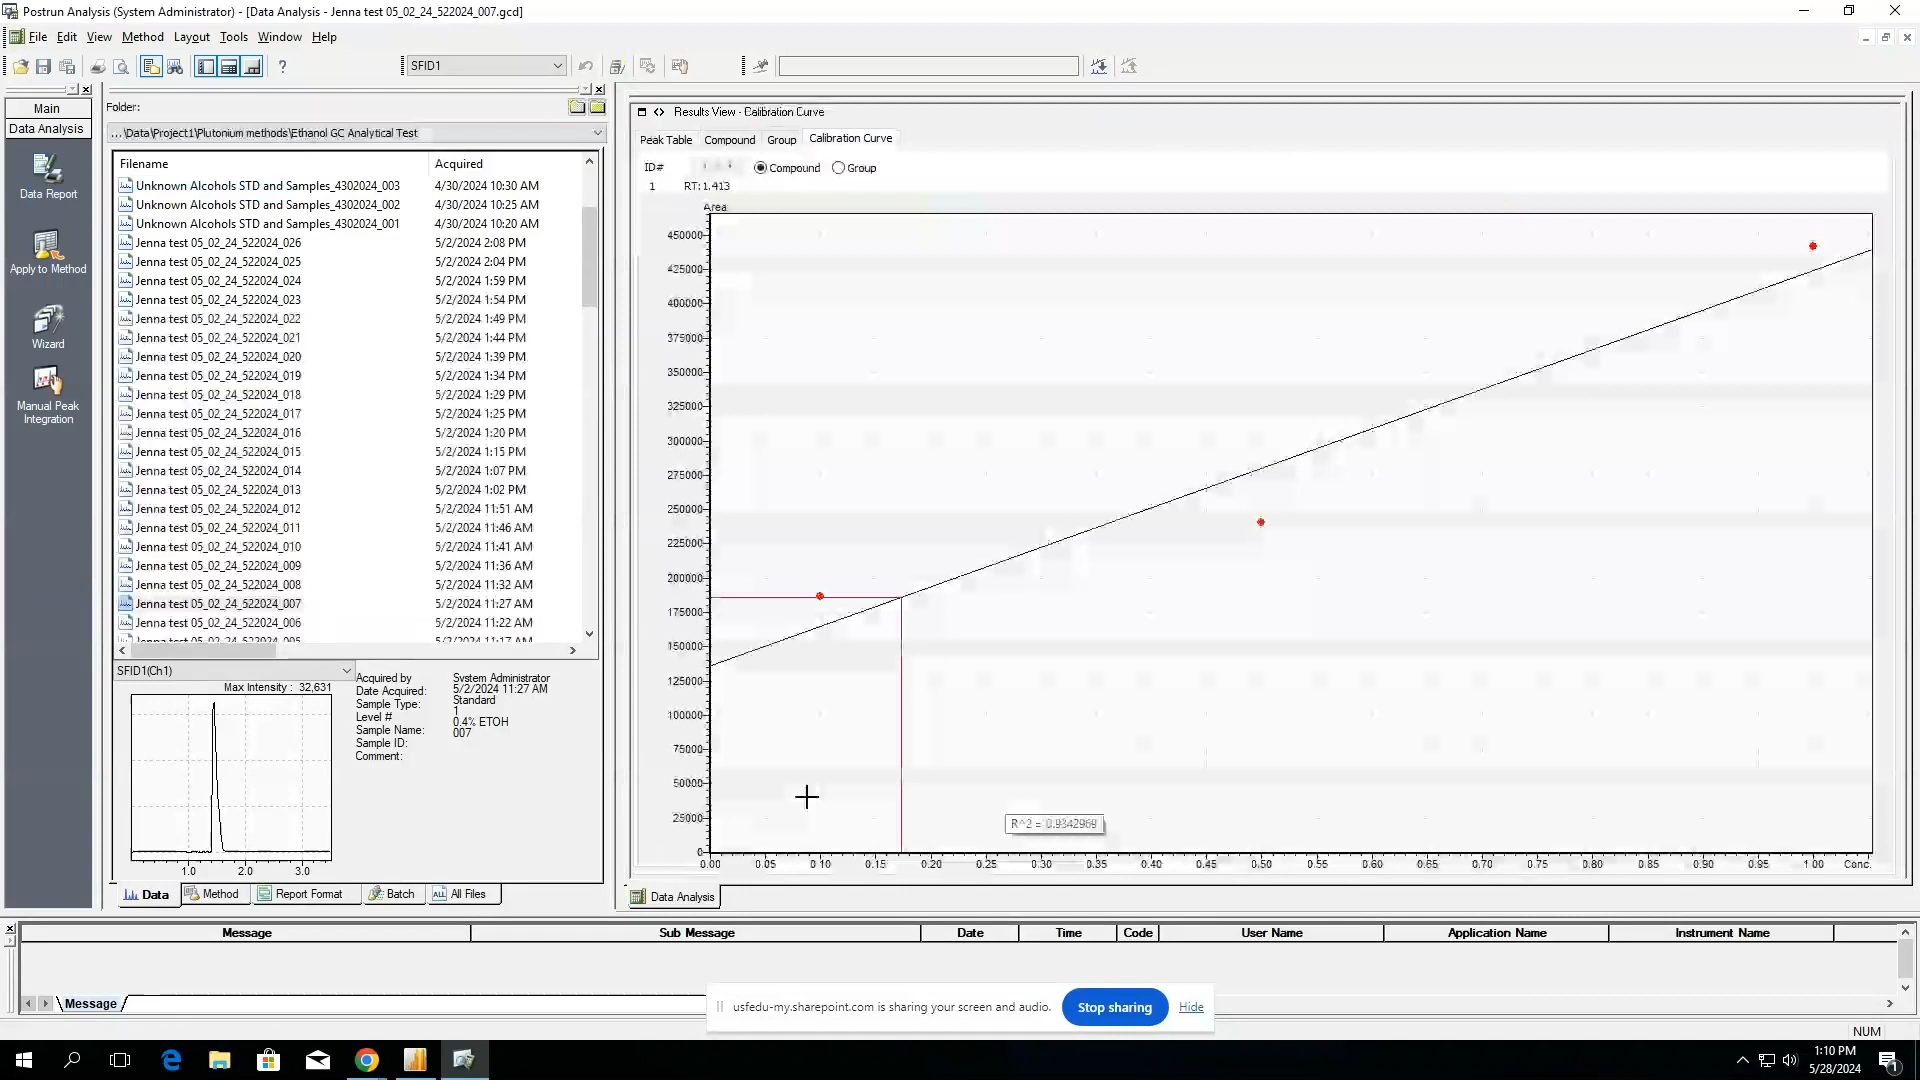 Postrun Analysis (System Administrator) - [Data Analysis - Jenna test 05_02_24_522024_007.gcd]
File Edit View Method Layout Tools Window Help
SFID1
Main
Data Analysis
Data Report
Apply to Method
Wizard
Manual Peak
Integration
Folder:
...\Data\Project1\Plutonium methods\Ethanol GC Analytical Test
Filename Acquired
Unknown Alcohols STD and Samples_4302024_003 4/30/2024 10:30 AM
Unknown Alcohols STD and Samples_4302024_002 4/30/2024 10:25 AM
Unknown Alcohols STD and Samples_4302024_001 4/30/2024 10:20 AM
Jenna test 05_02_24_522024_026 5/2/2024 2:08 PM
Jenna test 05_02_24_522024_025 5/2/2024 2:04 PM
Jenna test 05_02_24_522024_024 5/2/2024 1:59 PM
Jenna test 05_02_24_522024_023 5/2/2024 1:54 PM
Jenna test 05_02_24_522024_022 5/2/2024 1:49 PM
Jenna test 05_02_24_522024_021 5/2/2024 1:44 PM
Jenna test 05_02_24_522024_020 5/2/2024 1:39 PM
Jenna test 05_02_24_522024_019 5/2/2024 1:34 PM
Jenna test 05_02_24_522024_018 5/2/2024 1:29 PM
Jenna test 05_02_24_522024_017 5/2/2024 1:25 PM
Jenna test 05_02_24_522024_016 5/2/2024 1:20 PM
Jenna test 05_02_24_522024_015 5/2/2024 1:15 PM
Jenna test 05_02_24_522024_014 5/2/2024 1:07 PM
Jenna test 05_02_24_522024_013 5/2/2024 1:02 PM
Jenna test 05_02_24_522024_012 5/2/2024 11:51 AM
Jenna test 05_02_24_522024_011 5/2/2024 11:46 AM
Jenna test 05_02_24_522024_010 5/2/2024 11:41 AM
Jenna test 05_02_24_522024_009 5/2/2024 11:36 AM
Jenna test 05_02_24_522024_008 5/2/2024 11:32 AM
Jenna test 05_02_24_522024_007 5/2/2024 11:27 AM
Jenna test 05_02_24_522024_006 5/2/2024 11:22 AM
Jenna test 05_02_24_522024_005 5/2/2024 11:17 AM
SFID1(Ch1)
Max Intensity : 32,631
1.0 2.0 3.0
Acquired by System Administrator
Date Acquired: 5/2/2024 11:27 AM
Sample Type: Standard
Level # 1
Sample Name: 0.4% ETOH
Sample ID: 007
Comment:
Data Method Report Format Batch ALL All Files
Results View - Calibration Curve
Peak Table Compound Group Calibration Curve
ID# Compound Group
1 RT:1.413
Area
450000
425000
400000
375000
350000
325000
300000
275000
250000
225000
200000
175000
150000
125000
100000
75000
50000
25000
0
R^2 = 0.9342969
0.00 0.05 0.10 0.15 0.20 0.25 0.30 0.35 0.40 0.45 0.50 0.55 0.60 0.65 0.70 0.75 0.80 0.85 0.90 0.95 1.00 Conc.
Data Analysis
Message Sub Message Date Time Code User Name Application Name Instrument Name
Message
usfedu-my.sharepoint.com is sharing your screen and audio. Stop sharing Hide
NUM
1:10 PM
5/28/2024
1